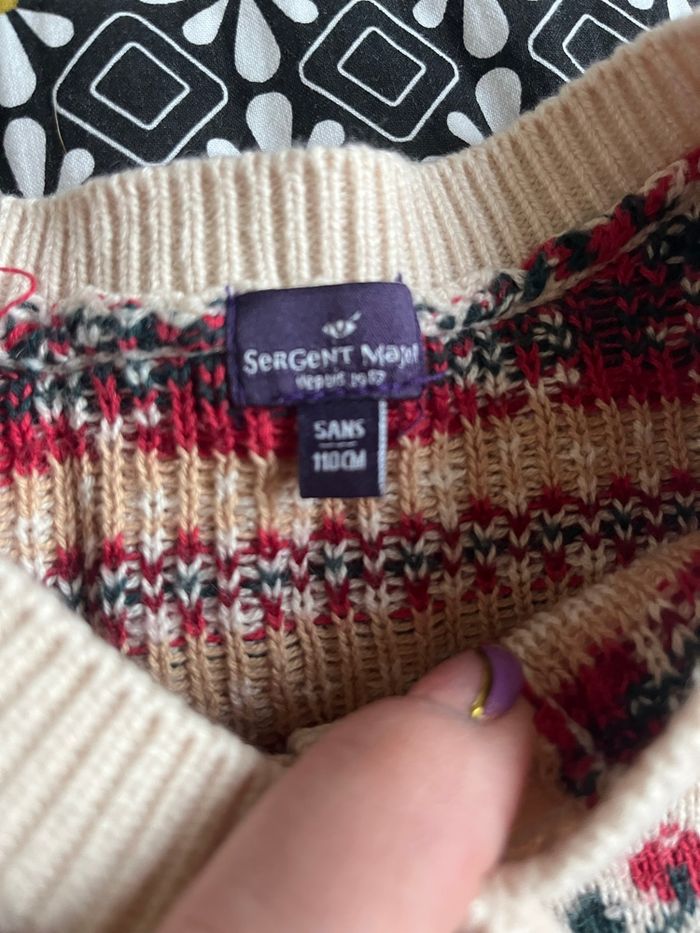 SERGENT MAJOR
DEPUIS 1987
5ANS
110CM